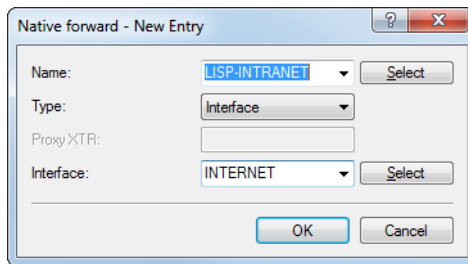 Native forward - New Entry
Name: LISP-INTRANET Select
Type: Interface
Proxy XTR:
Interface: INTERNET Select
OK Cancel